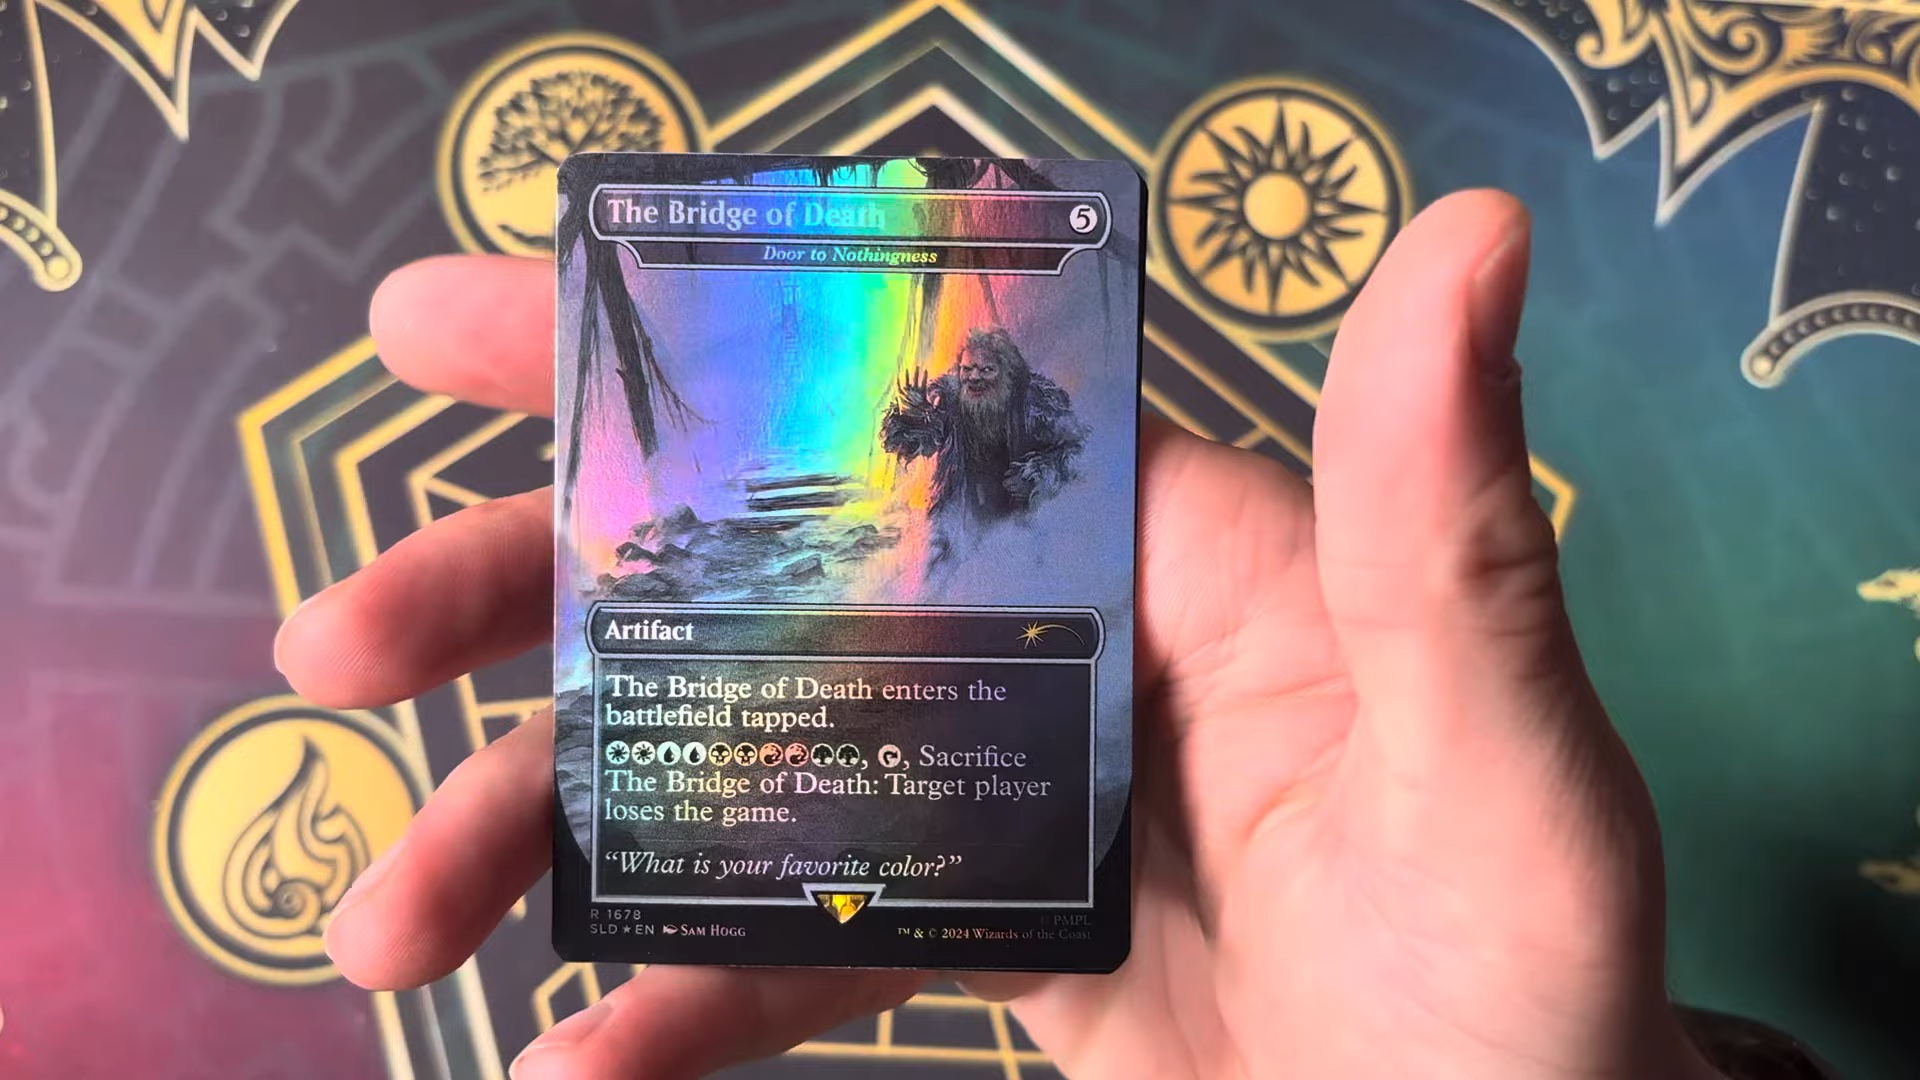 The Bridge of Death 5
Door to Nothingness
Artifact
The Bridge of Death enters the
battlefield tapped.
, , Sacrifice
The Bridge of Death: Target player
loses the game.
“What is your favorite color?”
R 1678
SLD ★ EN SAM HOGG
© PMPL
™ & © 2024 Wizards of the Coast